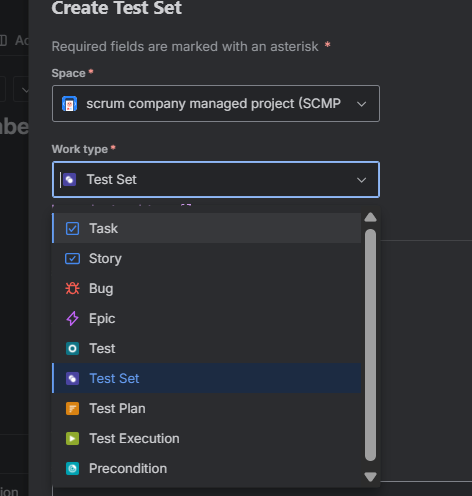 Create Test Set
Required fields are marked with an asterisk *
Space *
scrum company managed project (SCMP
Work type *
Test Set
Task
Story
Bug
Epic
Test
Test Set
Test Plan
Test Execution
Precondition